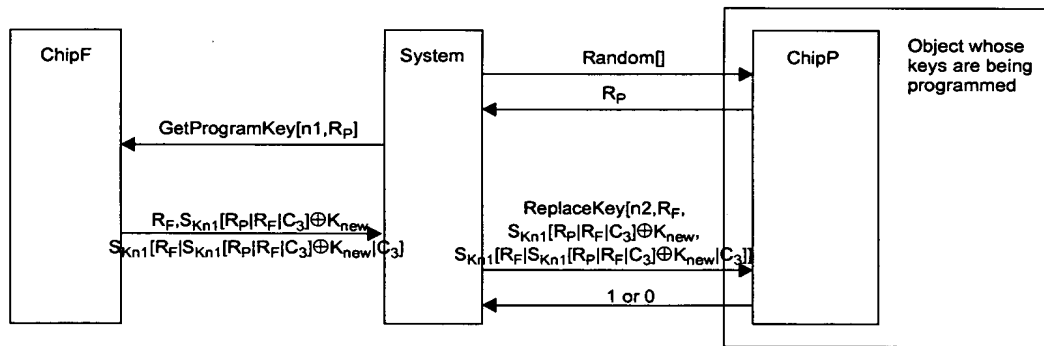 ChipF
System
ChipP
Object whose
keys are being
programmed
Random[]
R_P
GetProgramKey[n1,R_P]
R_F,S_Kn1[R_P|R_F|C_3]⊕K_new
S_Kn1[R_F|S_Kn1[R_P|R_F|C_3]⊕K_new|C_3]
ReplaceKey[n2,R_F,
S_Kn1[R_P|R_F|C_3]⊕K_new,
S_Kn1[R_F|S_Kn1[R_P|R_F|C_3]⊕K_new|C_3]]
1 or 0